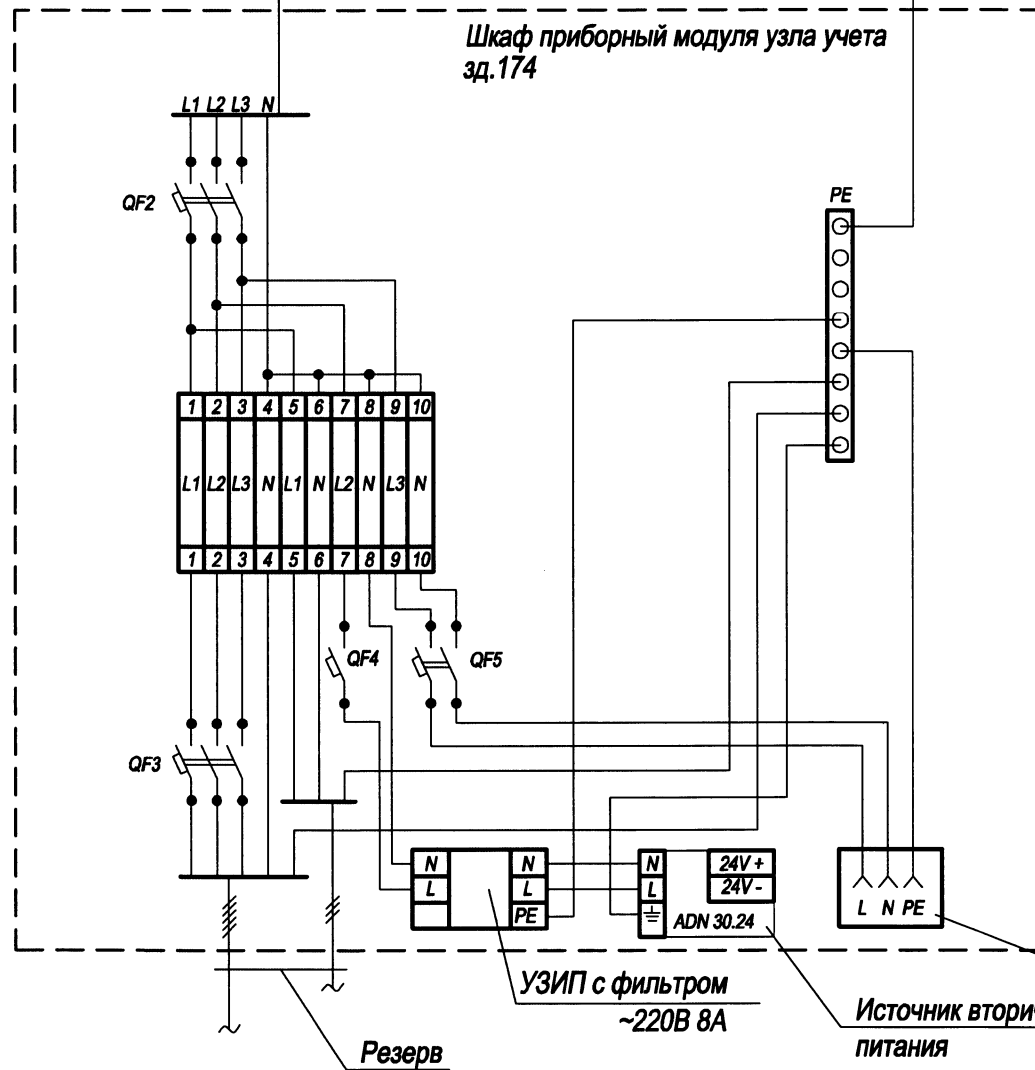 Шкаф приборный модуля узла учета
зд.174
L1 L2 L3 N
QF2
PE
1 2 3 4 5 6 7 8 9 10
L1 L2 L3 N L1 N L2 N L3 N
1 2 3 4 5 6 7 8 9 10
QF4
QF5
QF3
N N N 24V +
L L L 24V -
PE ADN 30.24
L N PE
УЗИП с фильтром
~220В 8А
Источник втори
питания
Резерв